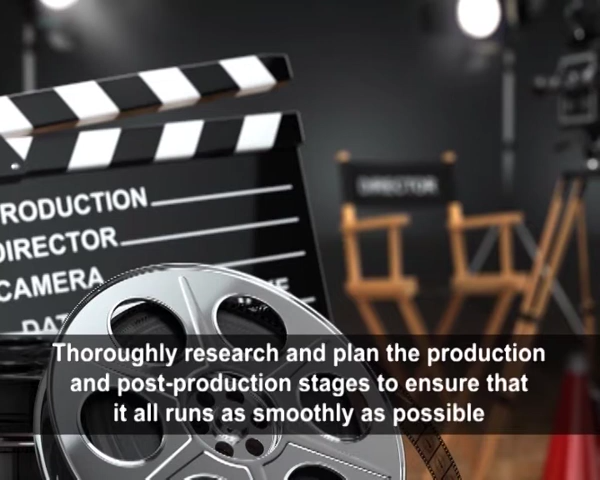 PRODUCTION
DIRECTOR
CAMERA
DIRECTOR
Thoroughly research and plan the production
and post-production stages to ensure that
it all runs as smoothly as possible